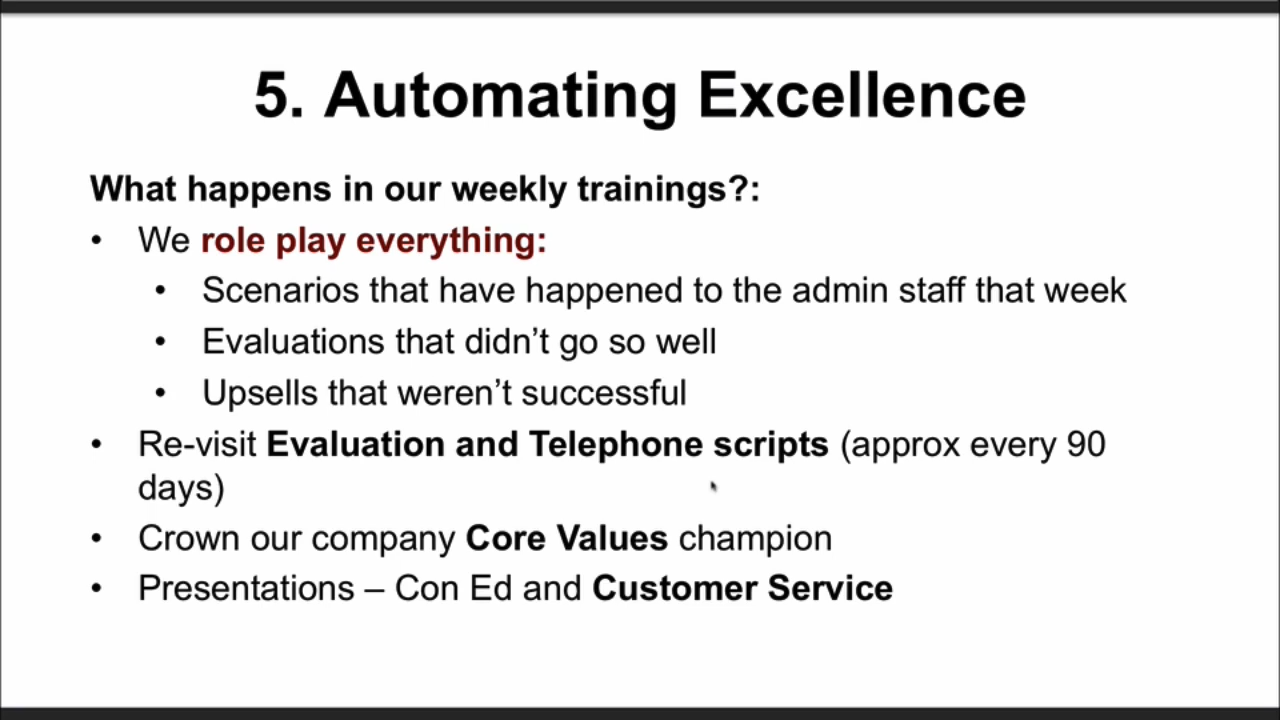 5. Automating Excellence
What happens in our weekly trainings?:
• We role play everything:
• Scenarios that have happened to the admin staff that week
• Evaluations that didn’t go so well
• Upsells that weren’t successful
• Re-visit Evaluation and Telephone scripts (approx every 90
days)
• Crown our company Core Values champion
• Presentations – Con Ed and Customer Service